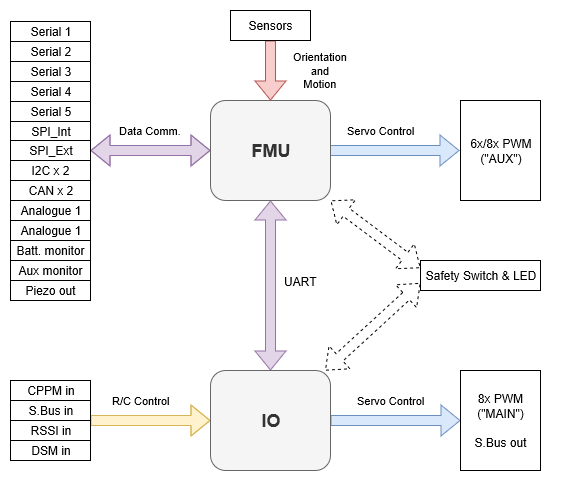 Sensors
Serial 1
Serial 2
Serial 3
Serial 4
Serial 5
SPI_Int
SPI_Ext
I2C x 2
CAN x 2
Analogue 1
Analogue 1
Batt. monitor
Aux monitor
Piezo out
Orientation
and
Motion
Data Comm.
FMU
Servo Control
6x/8x PWM
("AUX")
UART
Safety Switch & LED
CPPM in
S.Bus in
RSSI in
DSM in
R/C Control
IO
Servo Control
8x PWM
("MAIN")
S.Bus out